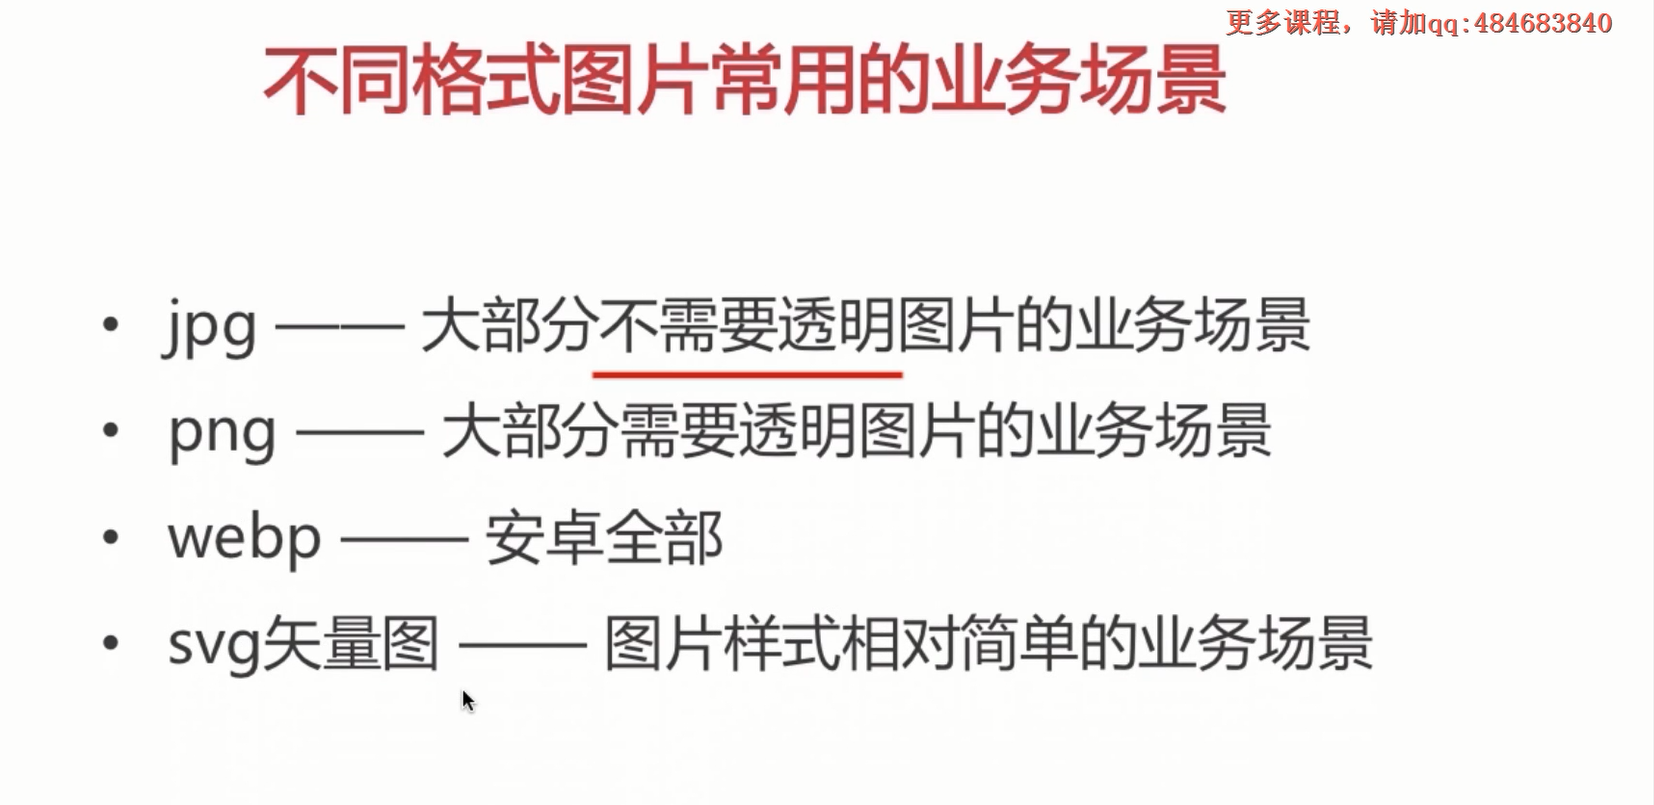 更多课程，请加qq:484683840
不同格式图片常用的业务场景
• jpg —— 大部分不需要透明图片的业务场景
• png —— 大部分需要透明图片的业务场景
• webp —— 安卓全部
• svg矢量图 —— 图片样式相对简单的业务场景